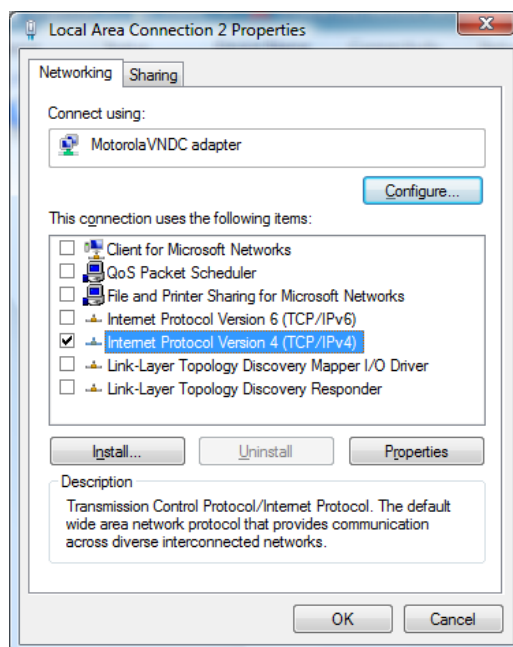 Local Area Connection 2 Properties
Networking
Sharing
Connect using:
MotorolaVNDC adapter
Configure...
This connection uses the following items:
Client for Microsoft Networks
QoS Packet Scheduler
File and Printer Sharing for Microsoft Networks
Internet Protocol Version 6 (TCP/IPv6)
Internet Protocol Version 4 (TCP/IPv4)
Link-Layer Topology Discovery Mapper I/O Driver
Link-Layer Topology Discovery Responder
Install...
Uninstall
Properties
Description
Transmission Control Protocol/Internet Protocol. The default
wide area network protocol that provides communication
across diverse interconnected networks.
OK
Cancel